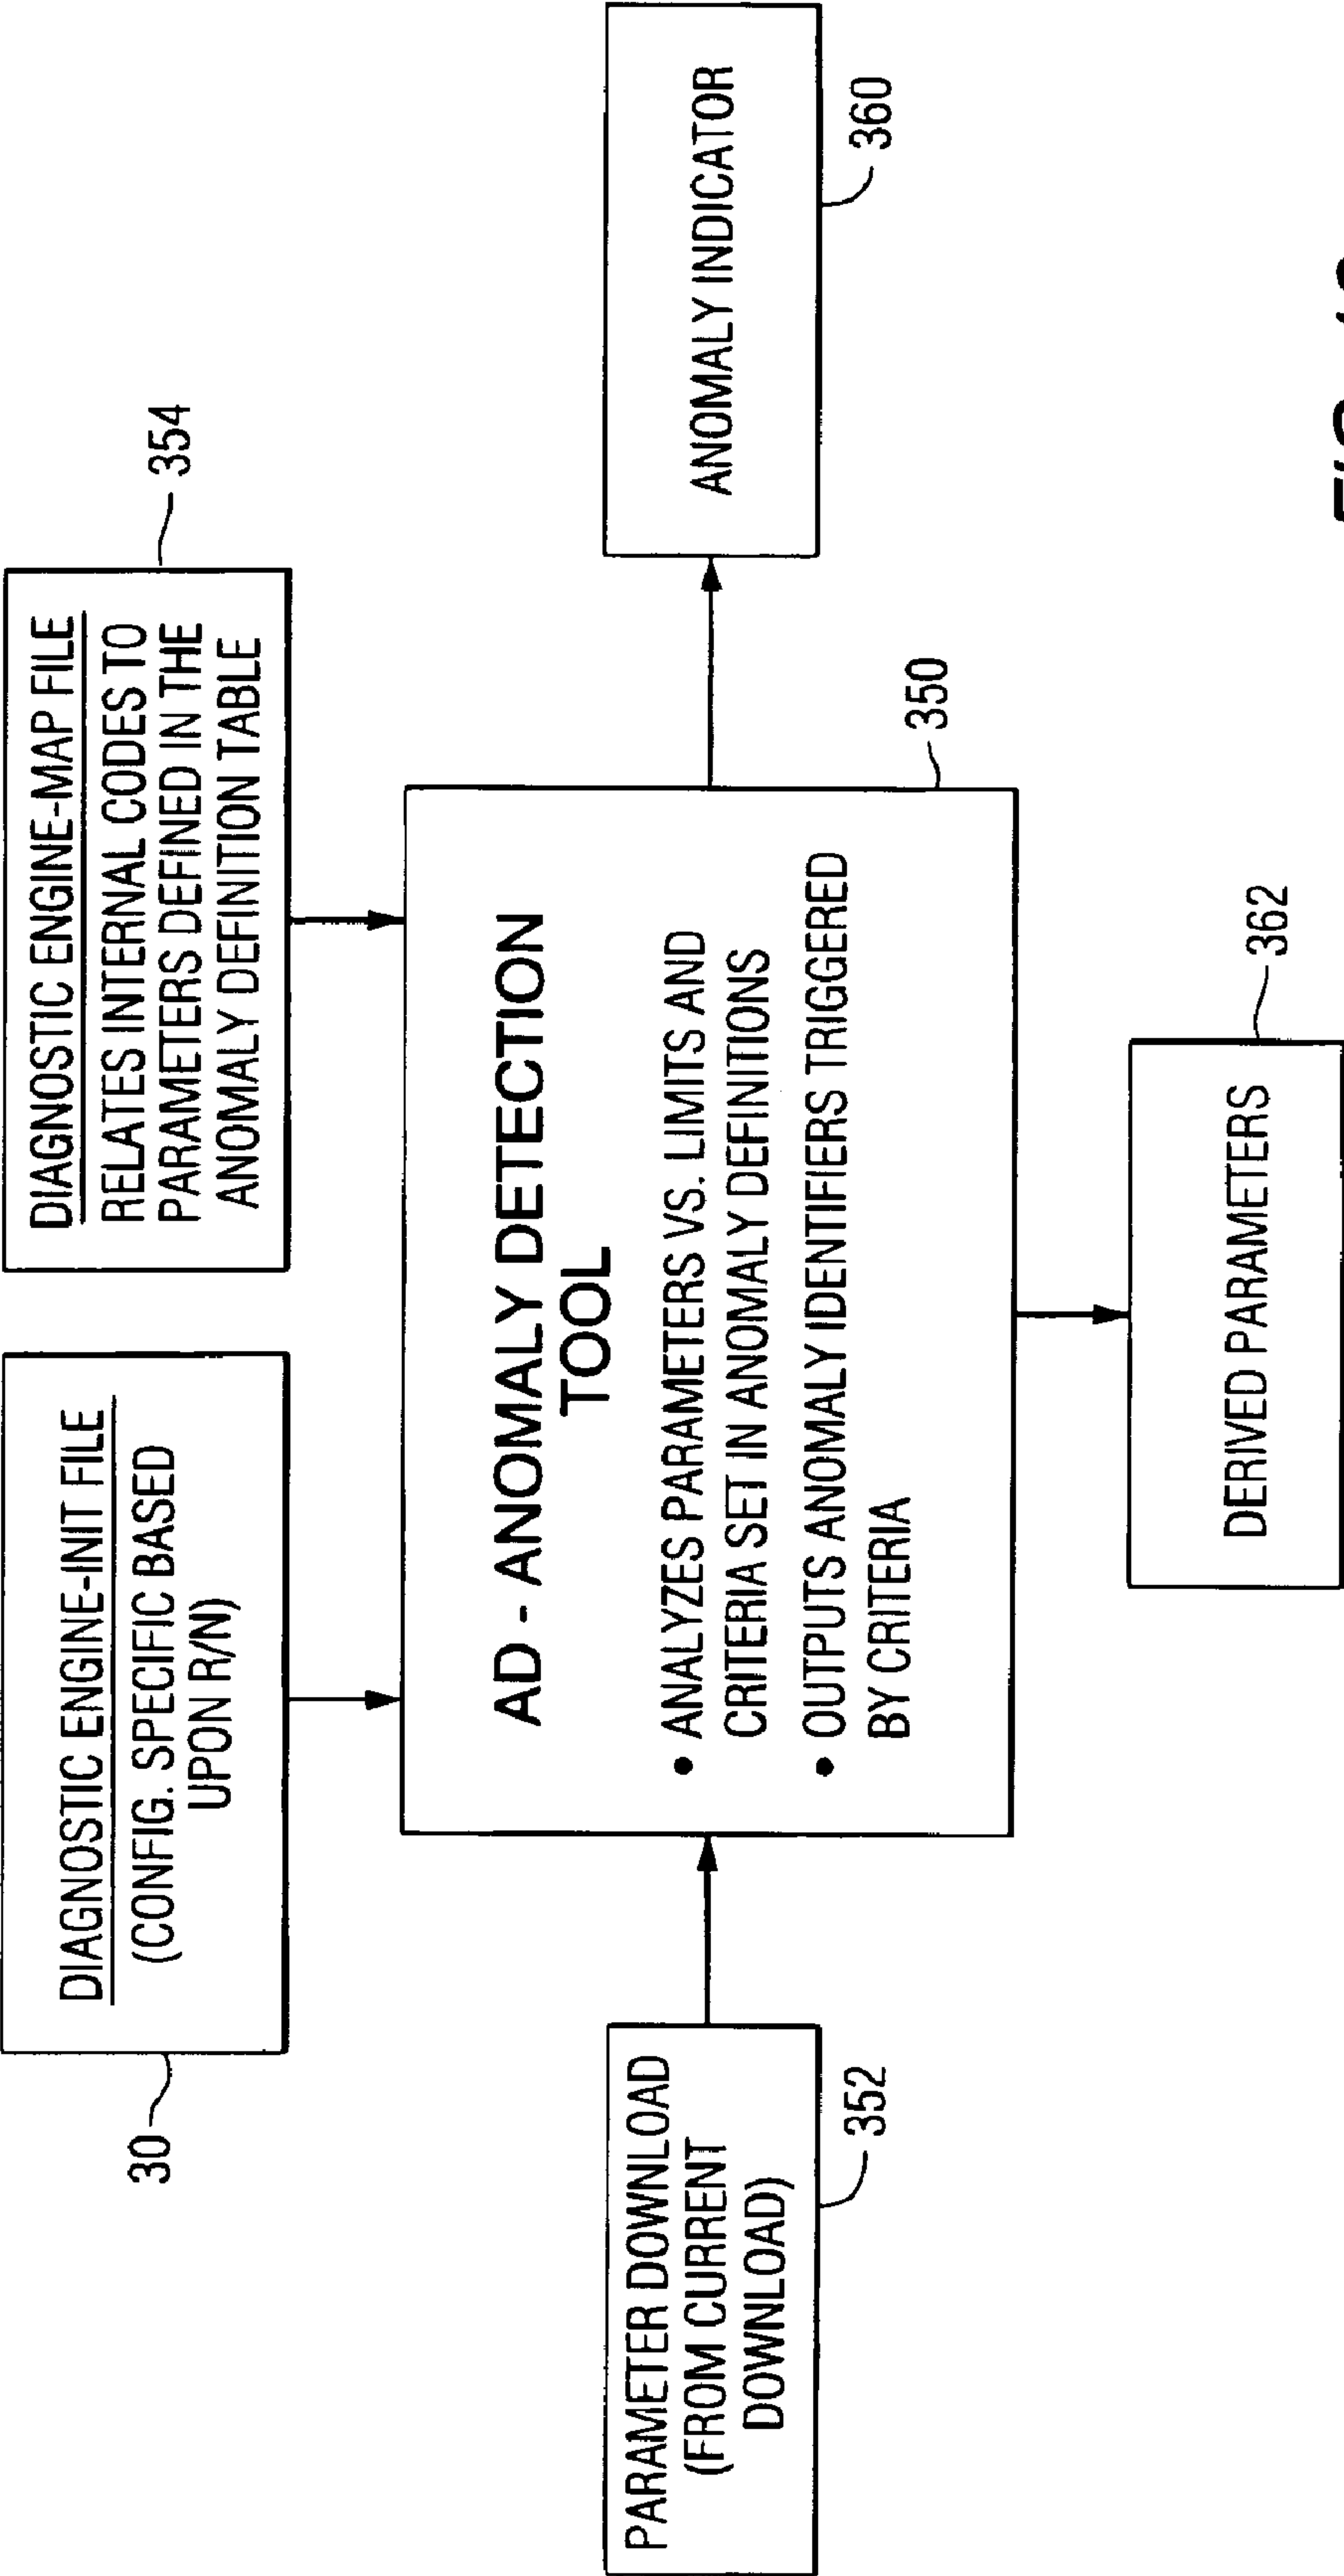 DIAGNOSTIC ENGINE-INIT FILE
(CONFIG. SPECIFIC BASED
UPON R/N)
30
DIAGNOSTIC ENGINE-MAP FILE
RELATES INTERNAL CODES TO
PARAMETERS DEFINED IN THE
ANOMALY DEFINITION TABLE
354
PARAMETER DOWNLOAD
(FROM CURRENT
DOWNLOAD)
352
AD - ANOMALY DETECTION
TOOL
• ANALYZES PARAMETERS VS. LIMITS AND
CRITERIA SET IN ANOMALY DEFINITIONS
• OUTPUTS ANOMALY IDENTIFIERS TRIGGERED
BY CRITERIA
350
ANOMALY INDICATOR
360
DERIVED PARAMETERS
362